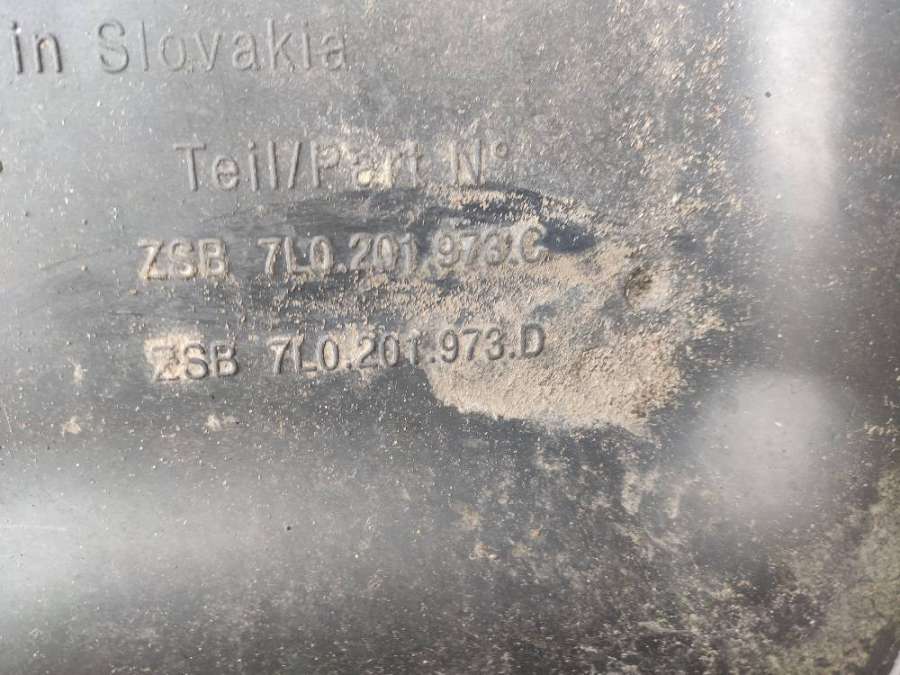 in Slovakia
Teil/Part N°
ZSB 7L0.201.973.C
ZSB 7L0.201.973.D